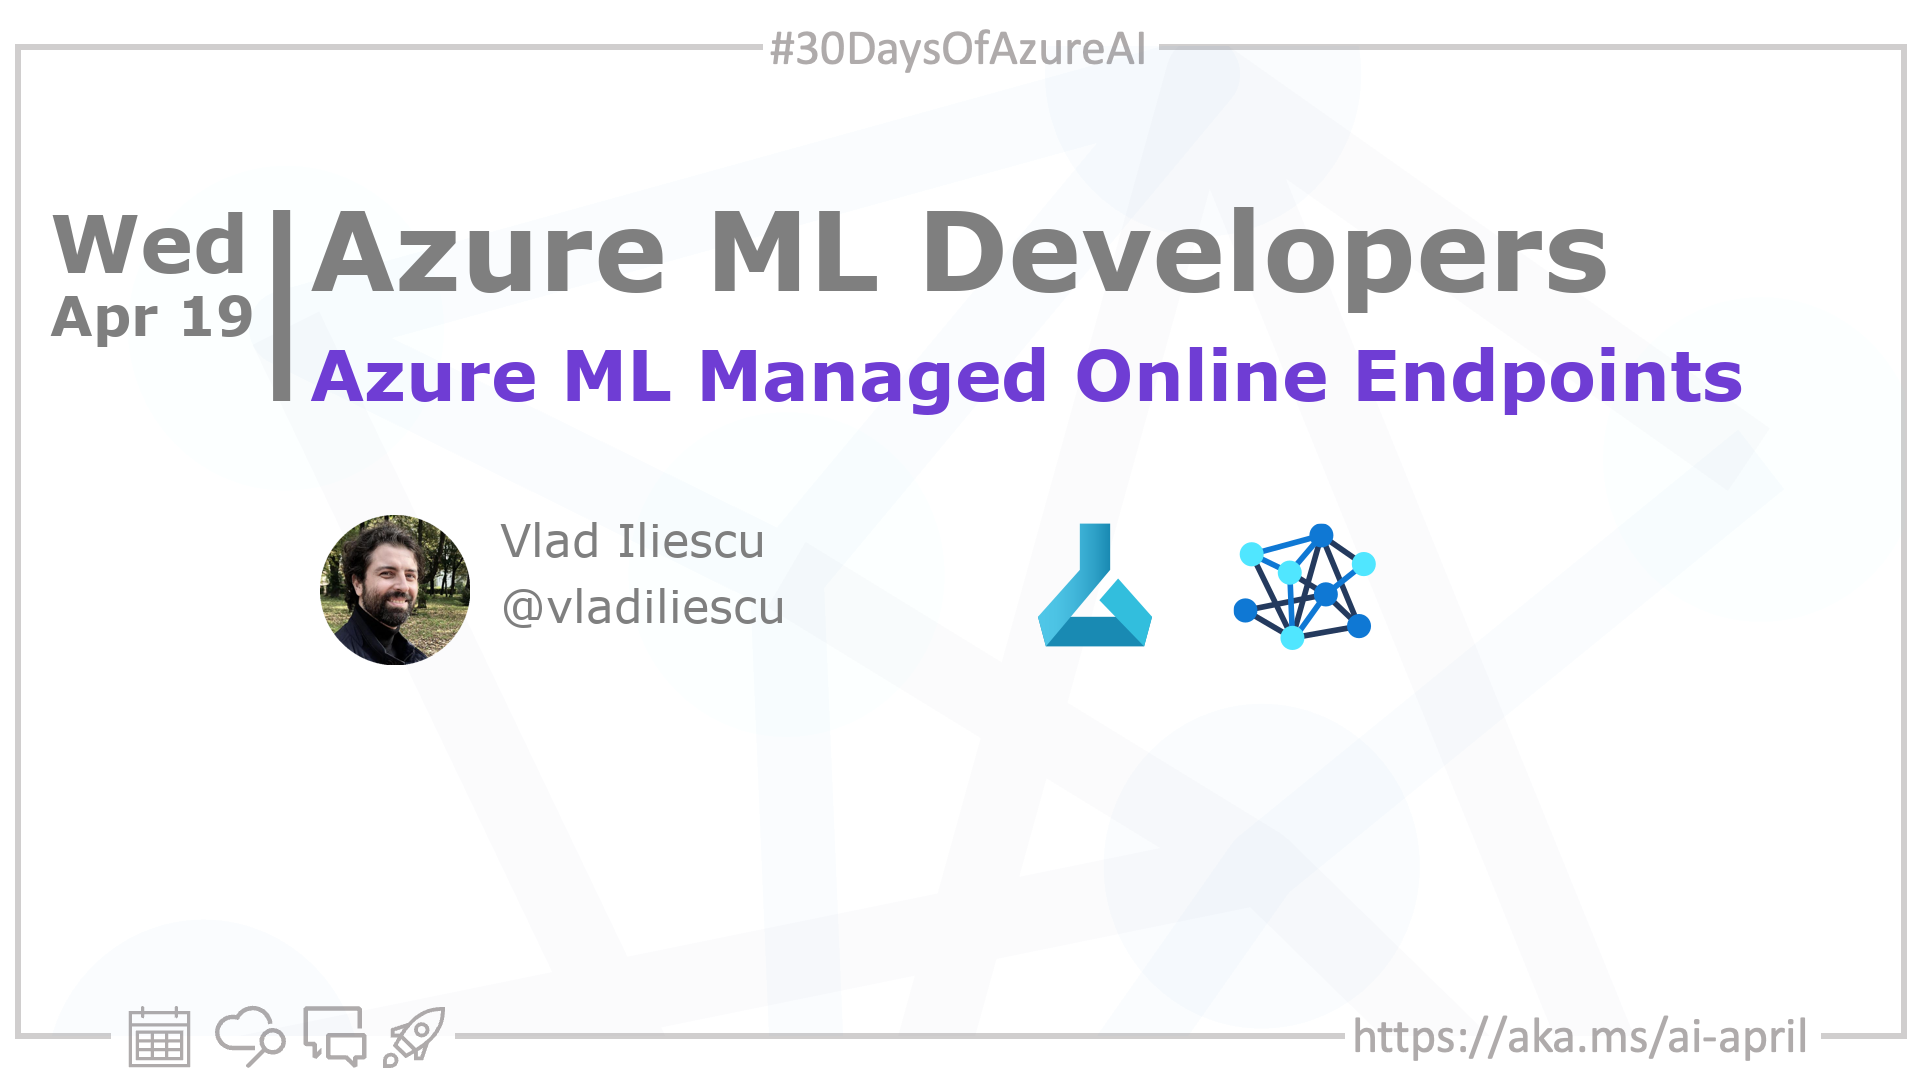 #30DaysOfAzureAI
Wed
Apr 19
Azure ML Developers
Azure ML Managed Online Endpoints
Vlad Iliescu
@vladiliescu
https://aka.ms/ai-april